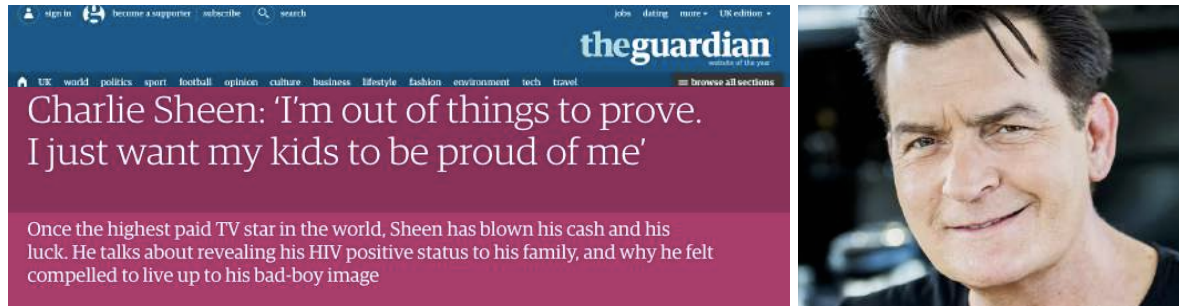 sign in become a supporter subscribe search jobs dating more UK edition
theguardian
website of the year
UK world politics sport football opinion culture business lifestyle fashion environment tech travel browse all sections
Charlie Sheen: ‘I’m out of things to prove.
I just want my kids to be proud of me’
Once the highest paid TV star in the world, Sheen has blown his cash and his
luck. He talks about revealing his HIV positive status to his family, and why he felt
compelled to live up to his bad-boy image